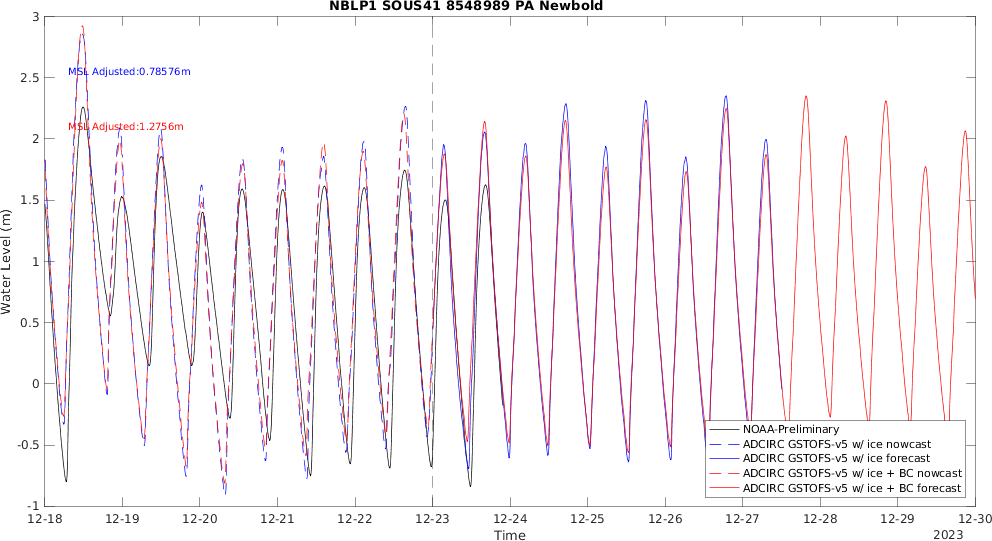 NBLP1 SOUS41 8548989 PA Newbold
3
2.5
2
1.5
1
0.5
0
-0.5
-1
Water Level (m)
MSL Adjusted:0.78576m
MSL Adjusted:1.2756m
NOAA-Preliminary
ADCIRC GSTOFS-v5 w/ ice nowcast
ADCIRC GSTOFS-v5 w/ ice forecast
ADCIRC GSTOFS-v5 w/ ice + BC nowcast
ADCIRC GSTOFS-v5 w/ ice + BC forecast
12-18 12-19 12-20 12-21 12-22 12-23 12-24 12-25 12-26 12-27 12-28 12-29 12-30
Time
2023